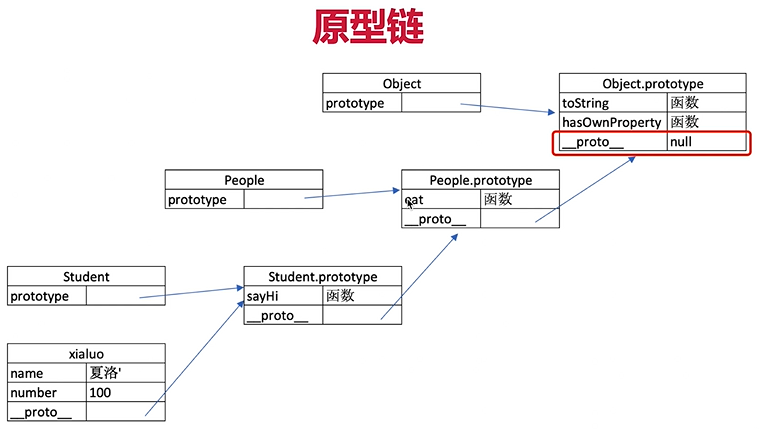 原型链
Object
prototype
Object.prototype
toString 函数
hasOwnProperty 函数
__proto__ null
People
prototype
People.prototype
eat 函数
__proto__
Student
prototype
Student.prototype
sayHi 函数
__proto__
xialuo
name 夏洛'
number 100
__proto__